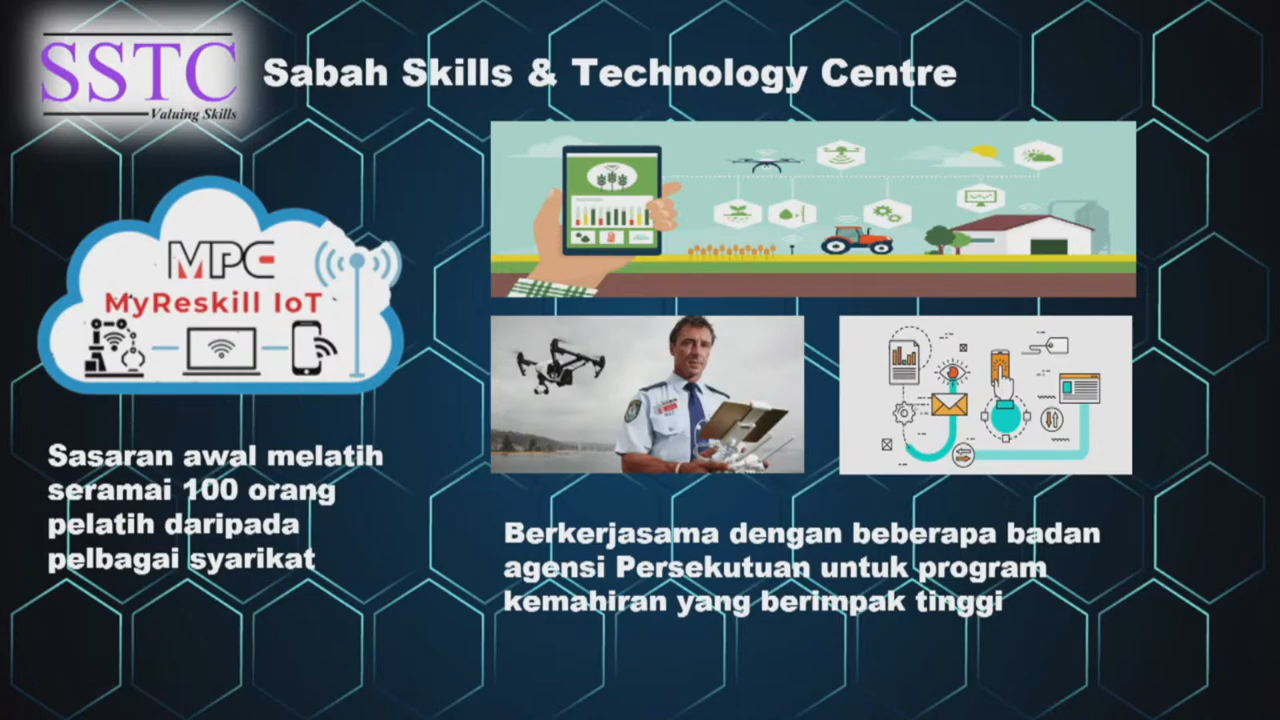 SSTC
Valuing Skills
Sabah Skills & Technology Centre
MPC
MyReskill IoT
Sasaran awal melatih
seramai 100 orang
pelatih daripada
pelbagai syarikat
Berkerjasama dengan beberapa badan
agensi Persekutuan untuk program
kemahiran yang berimpak tinggi